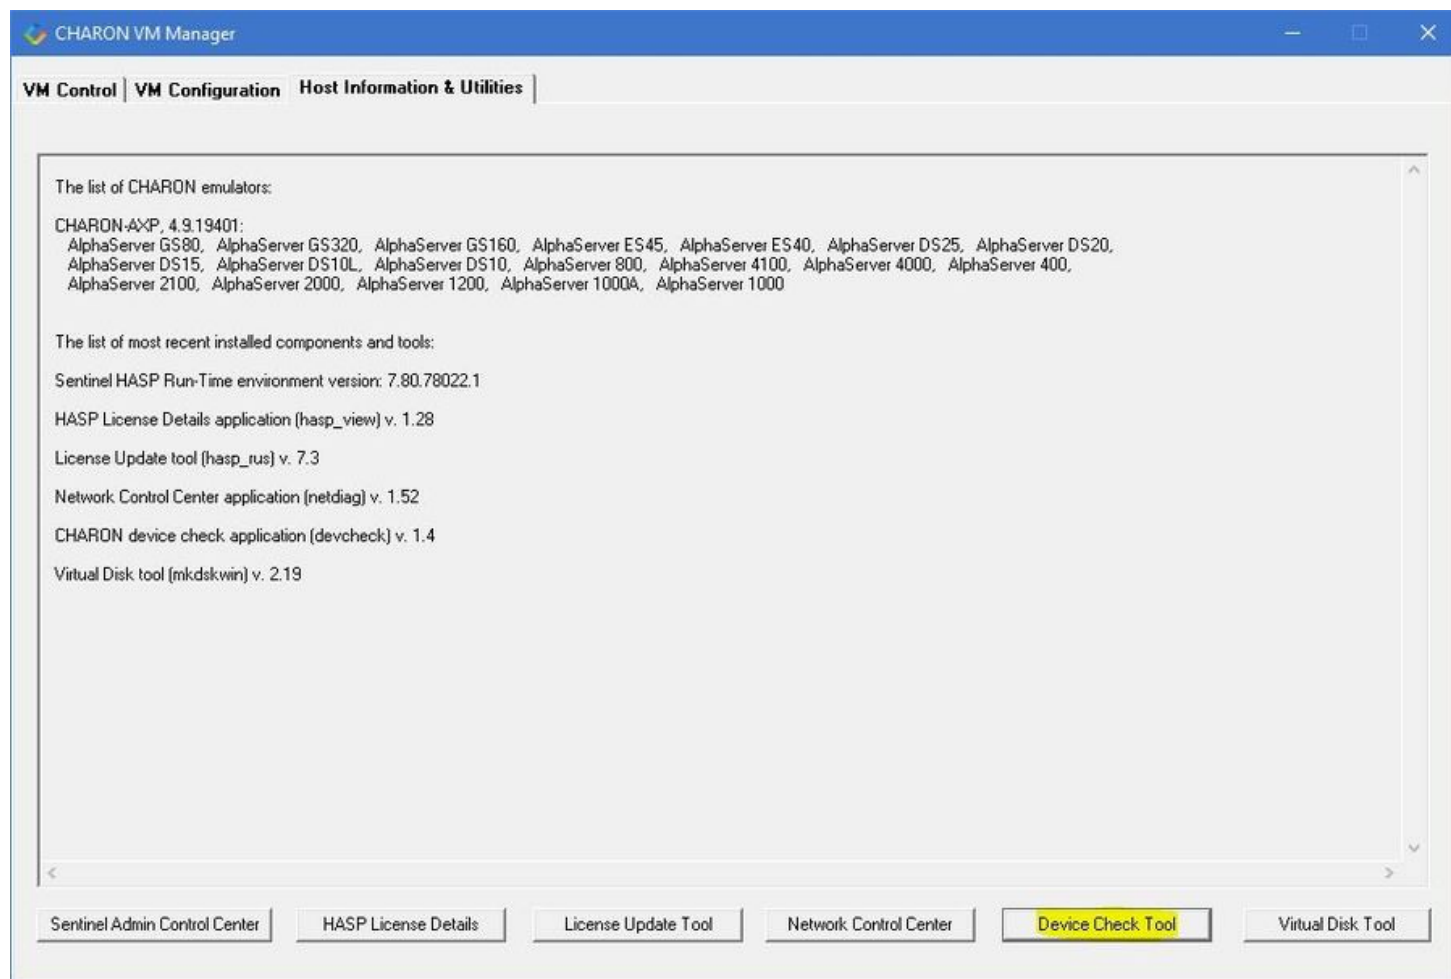 CHARON VM Manager
VM Control VM Configuration Host Information & Utilities
The list of CHARON emulators:
CHARON-AXP, 4.9.19401:
AlphaServer GS80, AlphaServer GS320, AlphaServer GS160, AlphaServer ES45, AlphaServer ES40, AlphaServer DS25, AlphaServer DS20,
AlphaServer DS15, AlphaServer DS10L, AlphaServer DS10, AlphaServer 800, AlphaServer 4100, AlphaServer 4000, AlphaServer 400,
AlphaServer 2100, AlphaServer 2000, AlphaServer 1200, AlphaServer 1000A, AlphaServer 1000
The list of most recent installed components and tools:
Sentinel HASP Run-Time environment version: 7.80.78022.1
HASP License Details application (hasp_view) v. 1.28
License Update tool (hasp_rus) v. 7.3
Network Control Center application (netdiag) v. 1.52
CHARON device check application (devcheck) v. 1.4
Virtual Disk tool (mkdskwin) v. 2.19
Sentinel Admin Control Center HASP License Details License Update Tool Network Control Center Device Check Tool Virtual Disk Tool